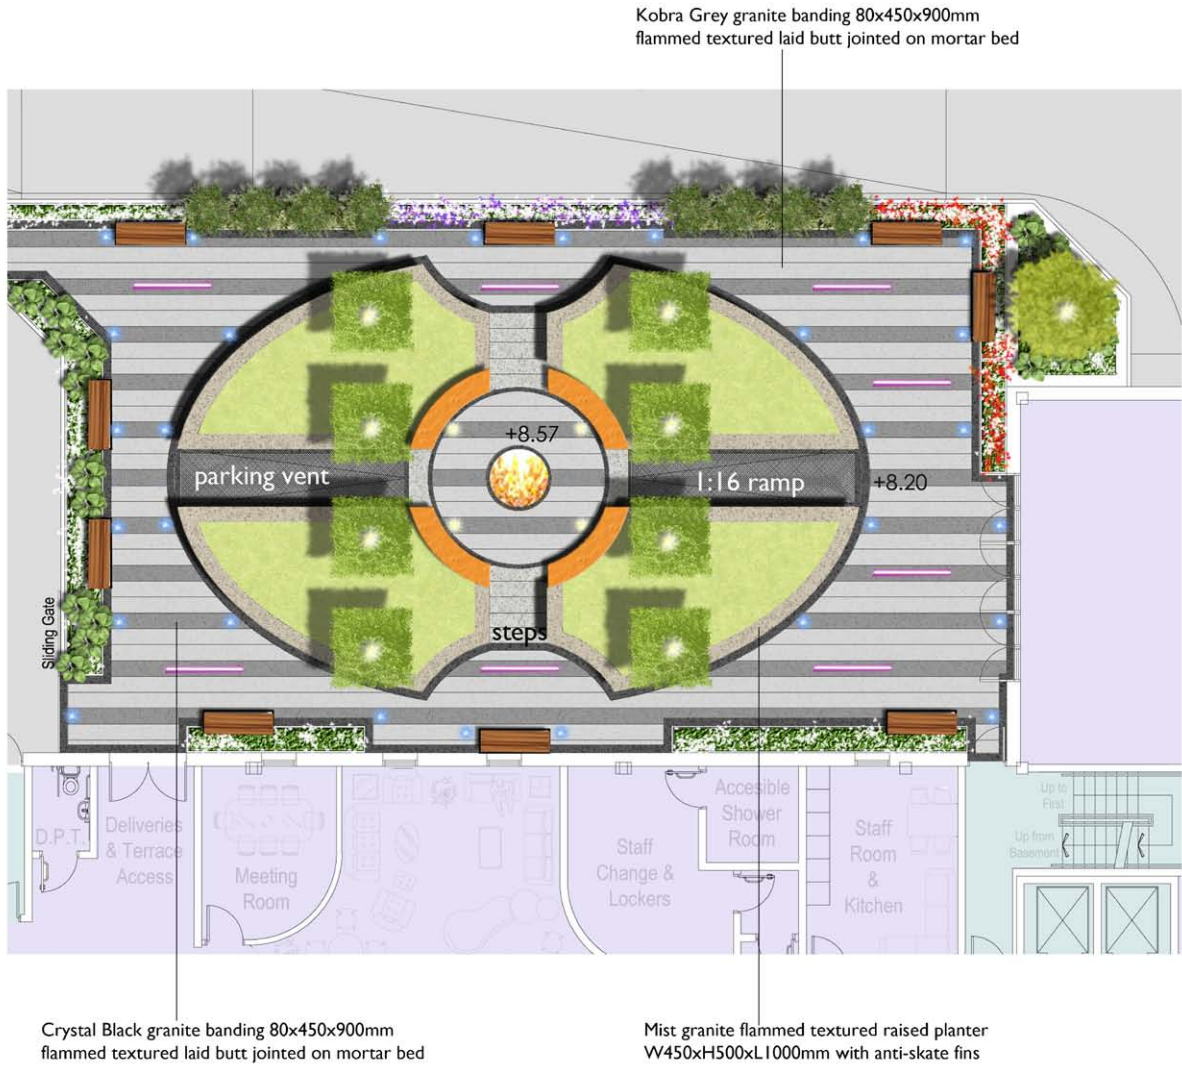 Kobra Grey granite banding 80x450x900mm
flammed textured laid butt jointed on mortar bed
+8.57
parking vent
1:16 ramp
+8.20
steps
Sliding Gate
D.P.T.
Deliveries
& Terrace
Access
Meeting
Room
Staff
Change &
Lockers
Accesible
Shower
Room
Staff
Room
&
Kitchen
Up to
First
Up from
Basement
Crystal Black granite banding 80x450x900mm
flammed textured laid butt jointed on mortar bed
Mist granite flammed textured raised planter
W450xH500xL1000mm with anti-skate fins